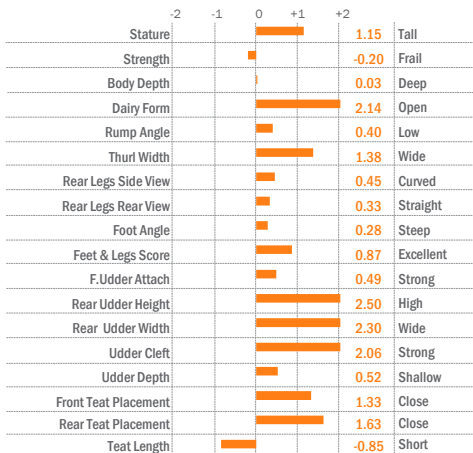 -2 -1 0 +1 +2
Stature 1.15 Tall
Strength -0.20 Frail
Body Depth 0.03 Deep
Dairy Form 2.14 Open
Rump Angle 0.40 Low
Thurl Width 1.38 Wide
Rear Legs Side View 0.45 Curved
Rear Legs Rear View 0.33 Straight
Foot Angle 0.28 Steep
Feet & Legs Score 0.87 Excellent
F.Udder Attach 0.49 Strong
Rear Udder Height 2.50 High
Rear Udder Width 2.30 Wide
Udder Cleft 2.06 Strong
Udder Depth 0.52 Shallow
Front Teat Placement 1.33 Close
Rear Teat Placement 1.63 Close
Teat Length -0.85 Short